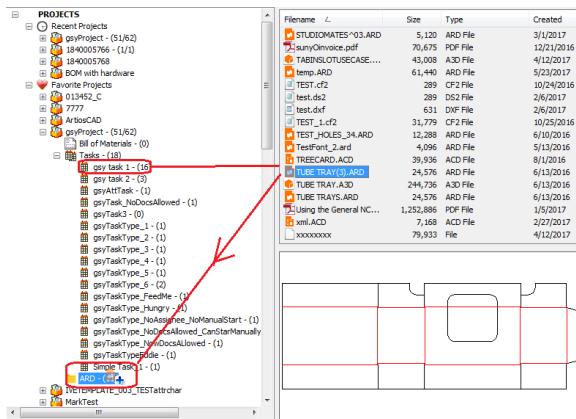 PROJECTS
Recent Projects
gsyProject - (51/62)
1840005766 - (1/1)
1840005768
BOM with hardware
Favorite Projects
013452_C
7777
ArtiosCAD
gsyProject - (51/62)
Bill of Materials - (0)
Tasks - (18)
gsy task 1 - (16
gsy task 2 - (3)
gsyAttTask - (1)
gsyTask_NoDocsAllowed - (1)
gsyTask3 - (0)
gsyTaskType_1 - (1)
gsyTaskType_2 - (1)
gsyTaskType_3 - (1)
gsyTaskType_4 - (1)
gsyTaskType_5 - (1)
gsyTaskType_6 - (2)
gsyTaskType_FeedMe - (1)
gsyTaskType_Hungry - (1)
gsyTaskType_NoAssignee_NoManualStart - (1)
gsyTaskType_NoDocsAllowed_CanStarManually
gsyTaskType_NowDocsALlowed - (1)
gsyTaskTypeEddie - (1)
Simple Task_1 - (1)
ARD -
IVETEMPLATE_003_TESTattrchar
MarkTest
Filename Size Type Created
STUDIOMATES^03.ARD 5,120 ARD File 3/1/2017
sunyOinvoice.pdf 70,675 PDF File 12/21/2016
TABINSLOTUSECASE.... 43,008 A3D File 4/12/2017
temp.ARD 61,440 ARD File 5/23/2017
TEST.cf2 289 CF2 File 10/24/2016
test.ds2 289 DS2 File 2/6/2017
test.dxf 631 DXF File 2/6/2017
TEST_1.cf2 31,779 CF2 File 10/25/2016
TEST_HOLES_34.ARD 12,288 ARD File 6/10/2016
TestFont_2.ard 4,096 ARD File 5/13/2016
TREECARD.ACD 39,936 ACD File 8/1/2016
TUBE TRAY(3).ARD 24,576 ARD File 6/13/2016
TUBE TRAY.A3D 244,736 A3D File 6/13/2016
TUBE TRAYS.ARD 24,576 ARD File 6/13/2016
Using the General NC... 1,252,886 PDF File 1/5/2017
xml.ACD 7,168 ACD File 2/27/2017
xxxxxxxx 79,933 File 4/12/2017